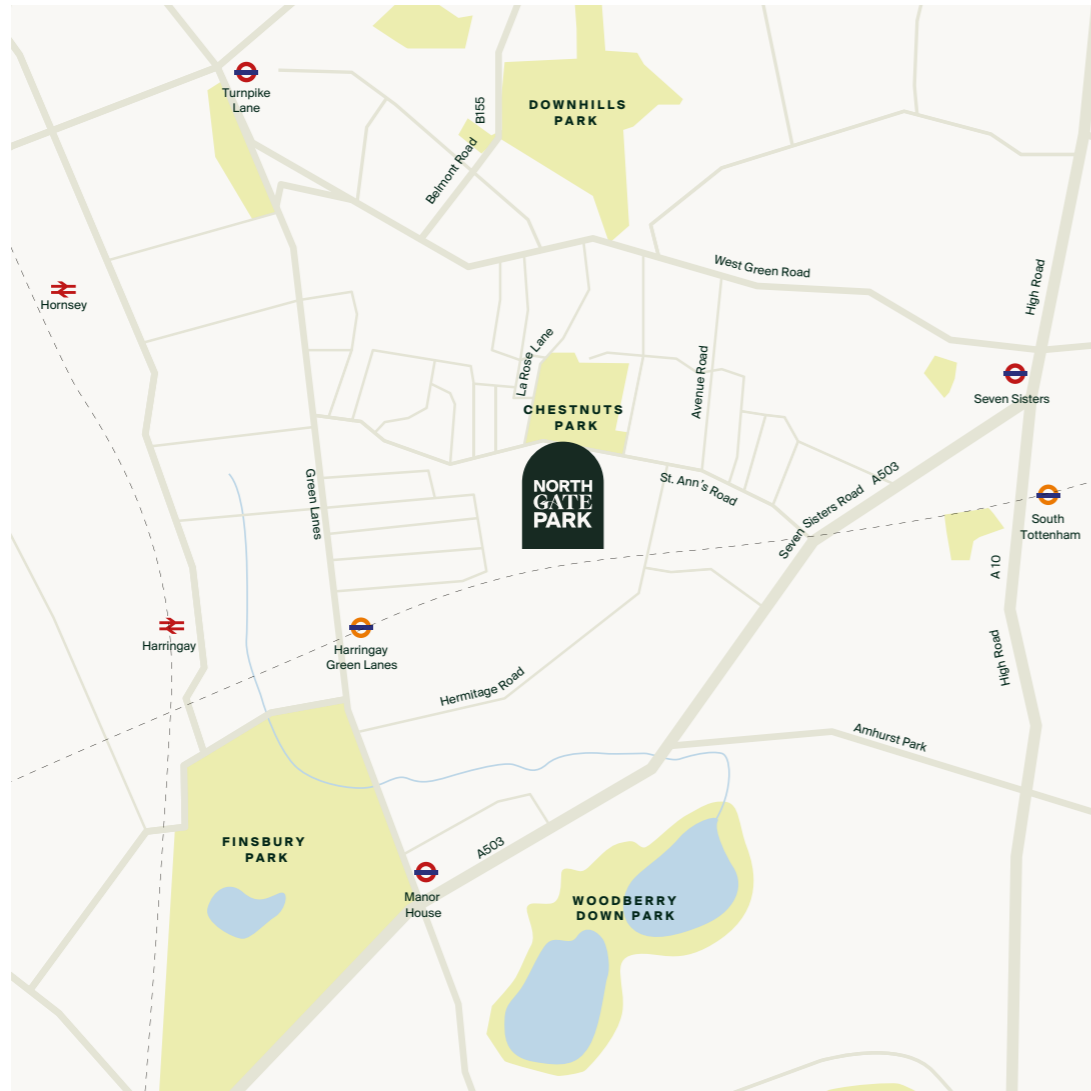 Turnpike
Lane
B155
DOWNHILLS
PARK
Belmont Road
West Green Road
High Road
Hornsey
La Rose Lane
Avenue Road
Seven Sisters
CHESTNUTS
PARK
NORTH
GATE
PARK
Green Lanes
St. Ann's Road
Seven Sisters Road
A503
South
Tottenham
A 10
Harringay
Harringay
Green Lanes
Hermitage Road
High Road
Amhurst Park
FINSBURY
PARK
A503
Manor
House
WOODBERRY
DOWN PARK